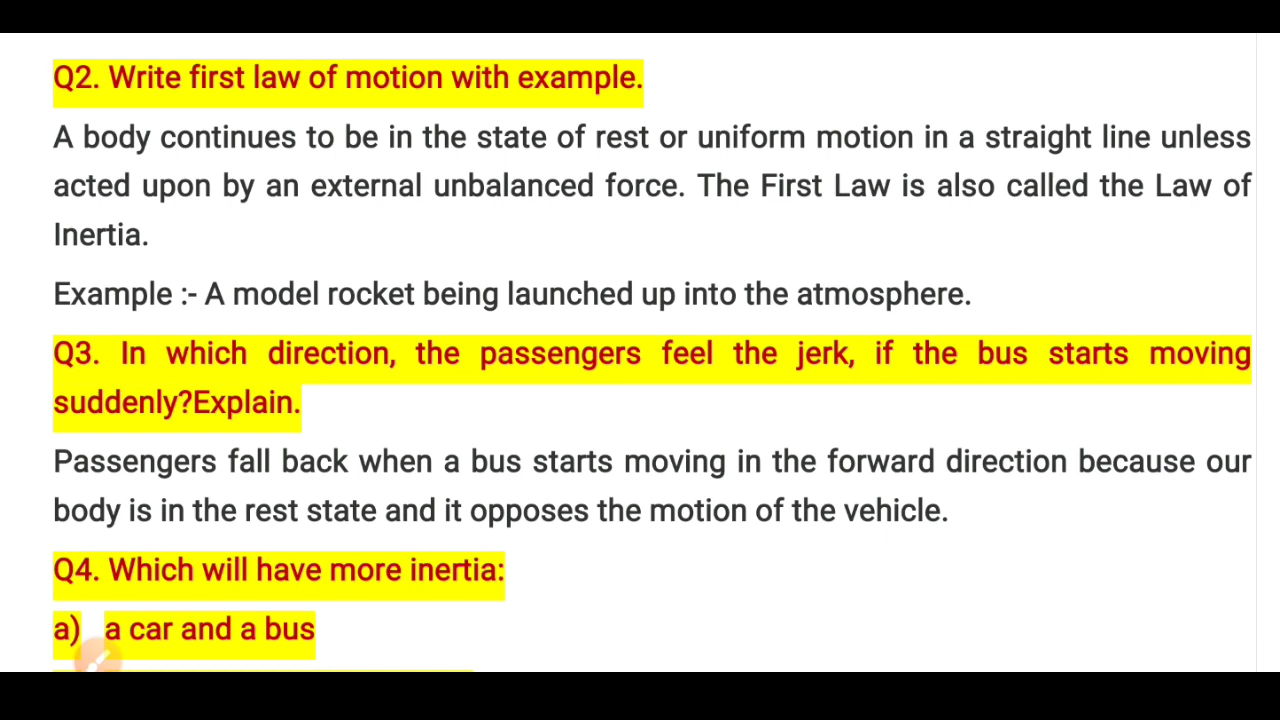 Q2. Write first law of motion with example.
A body continues to be in the state of rest or uniform motion in a straight line unless
acted upon by an external unbalanced force. The First Law is also called the Law of
Inertia.
Example :- A model rocket being launched up into the atmosphere.
Q3. In which direction, the passengers feel the jerk, if the bus starts moving
suddenly?Explain.
Passengers fall back when a bus starts moving in the forward direction because our
body is in the rest state and it opposes the motion of the vehicle.
Q4. Which will have more inertia:
a) a car and a bus